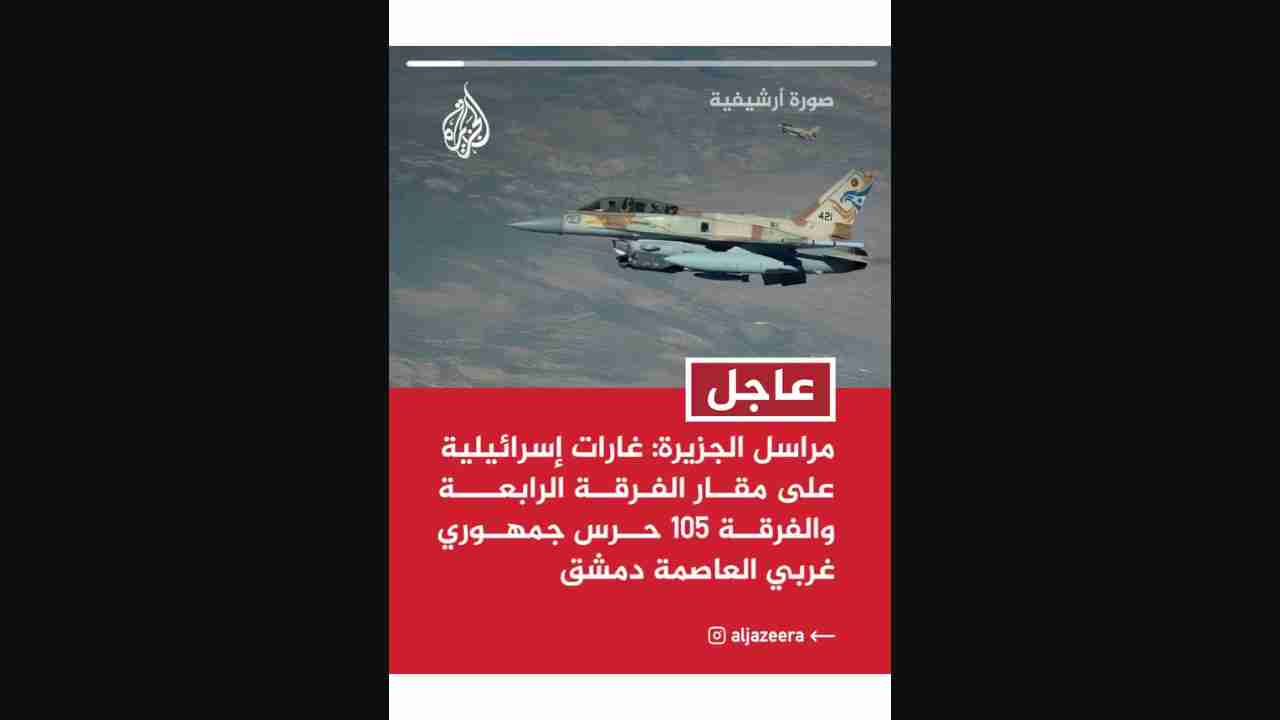 صورة أرشيفية
الجزيرة
421
عاجل
مراسل الجزيرة: غارات إسرائيلية
على مقار الفرقة الرابعة
والفرقة 105 حرس جمهوري
غربي العاصمة دمشق
aljazeera